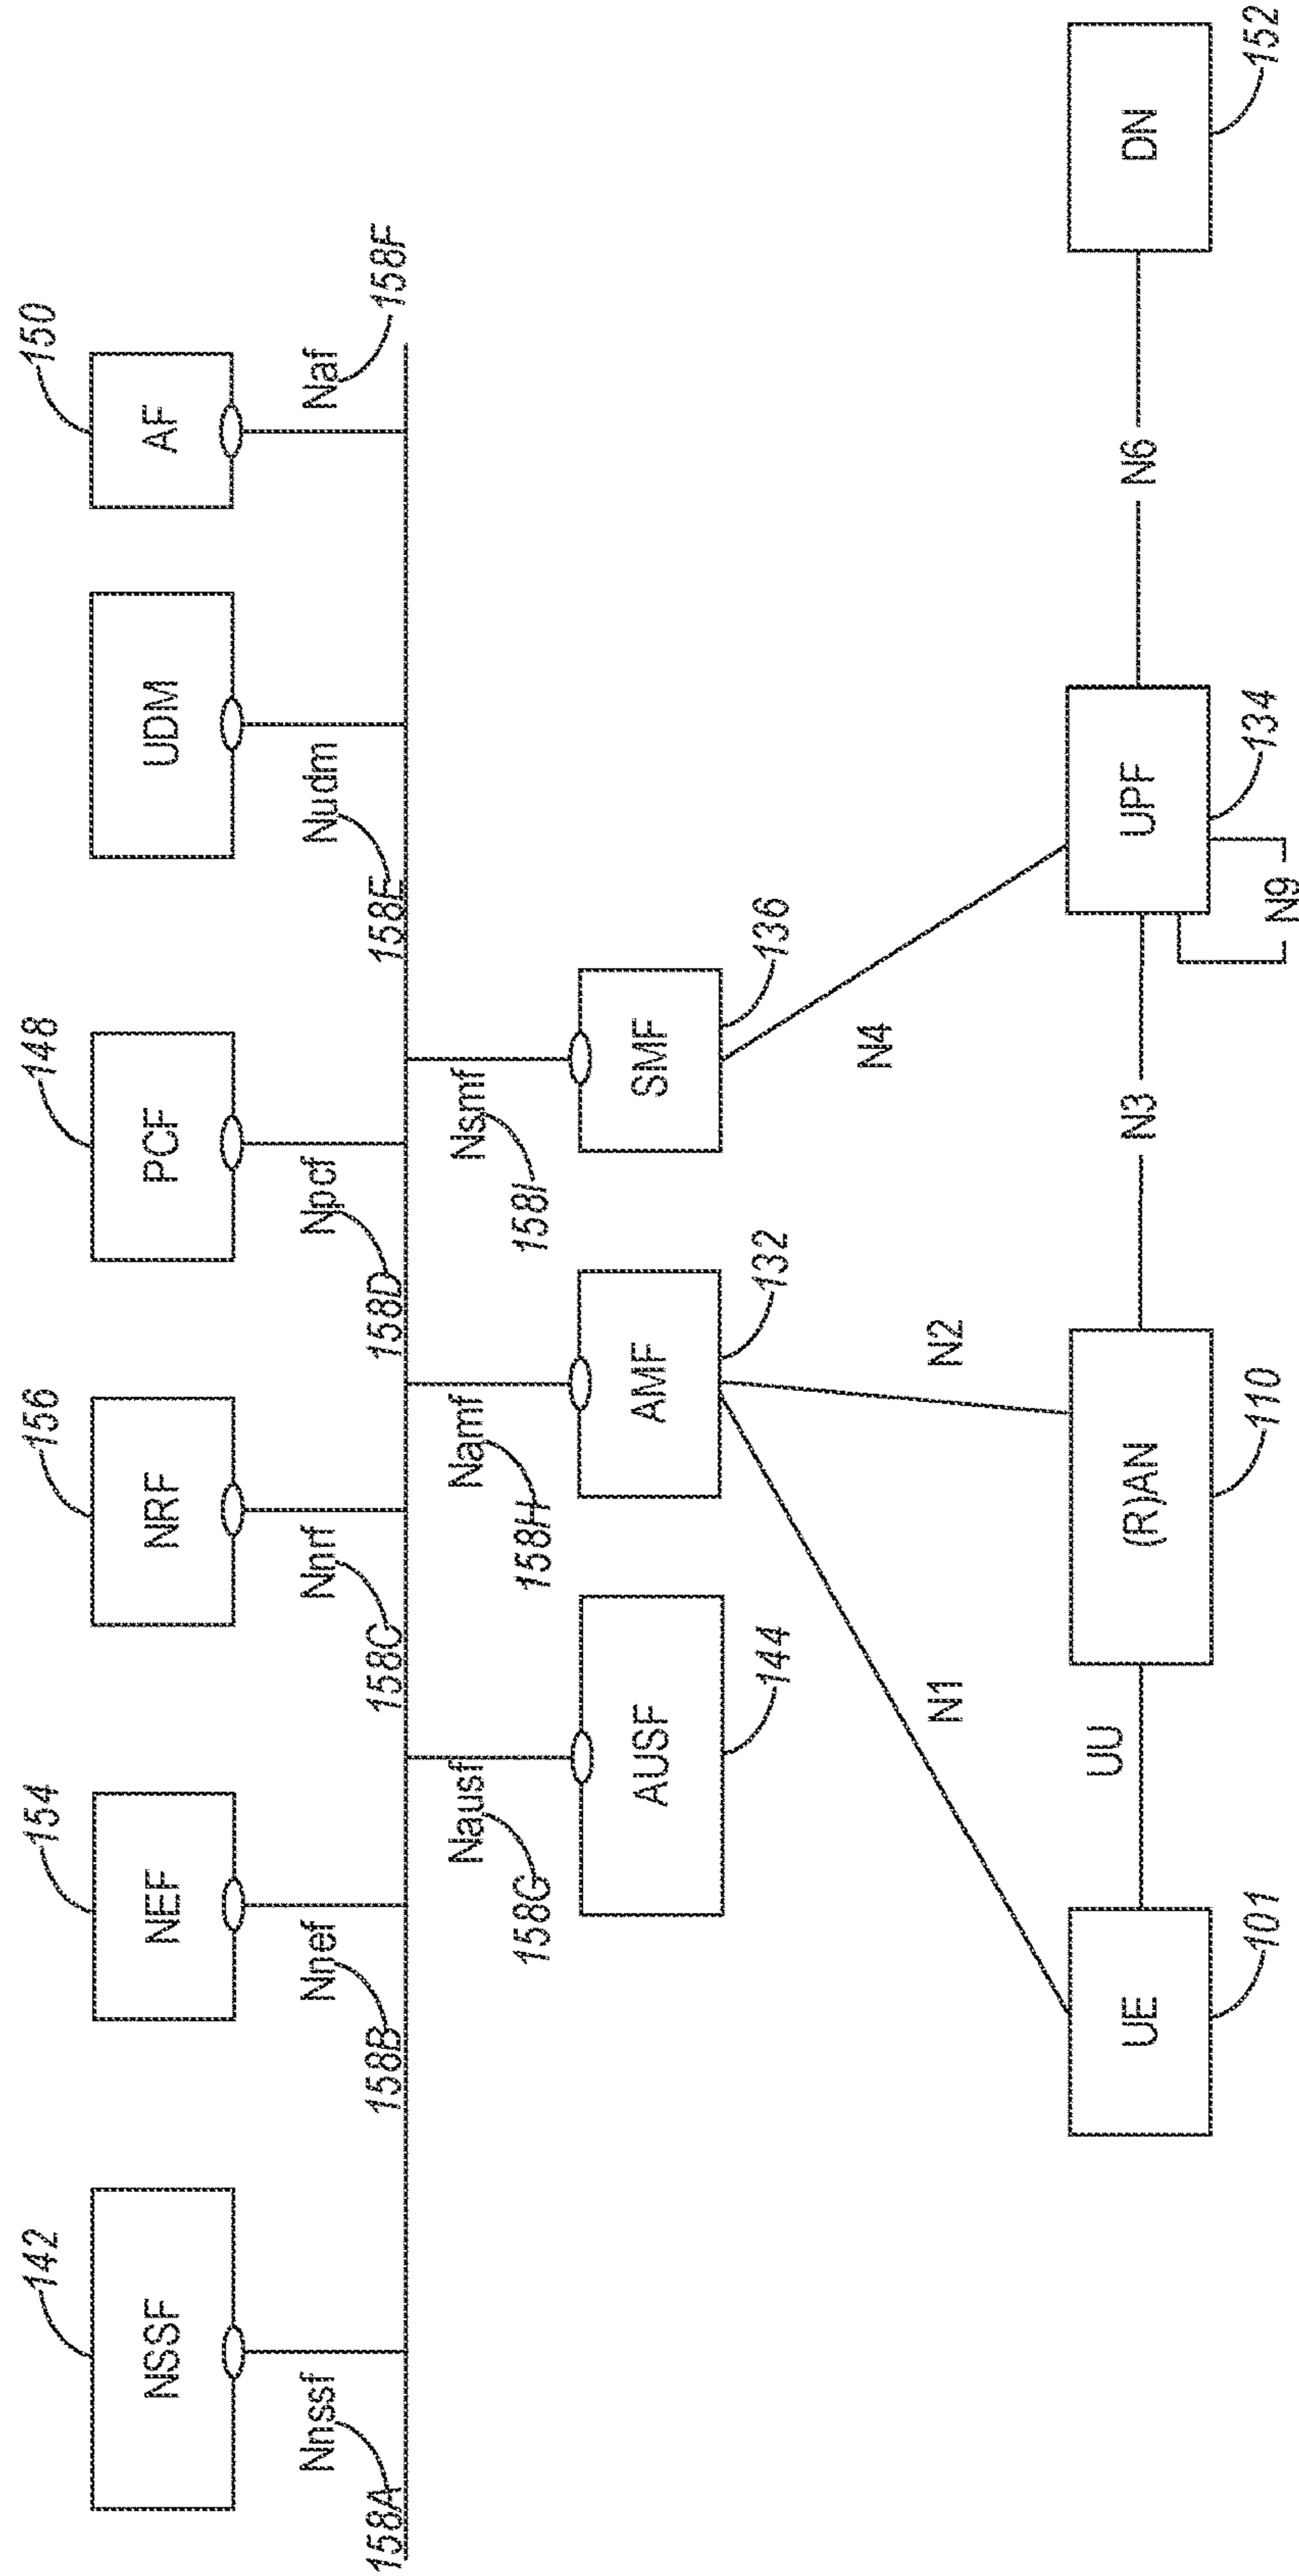 142
154
156
148
150
NSSF
NEF
NRF
PCF
UDM
AF
Nnssf
Nnef
Nnrf
Npcf
Nudm
Naf
158A
158B
158C
158D
158E
158F
Nausf
Namf
Nsmf
158G
158H
158I
AUSF
AMF
SMF
144
132
136
N4
N1
N2
UU
UE
(R)AN
N3
UPF
N6
DN
101
110
134
152
N9